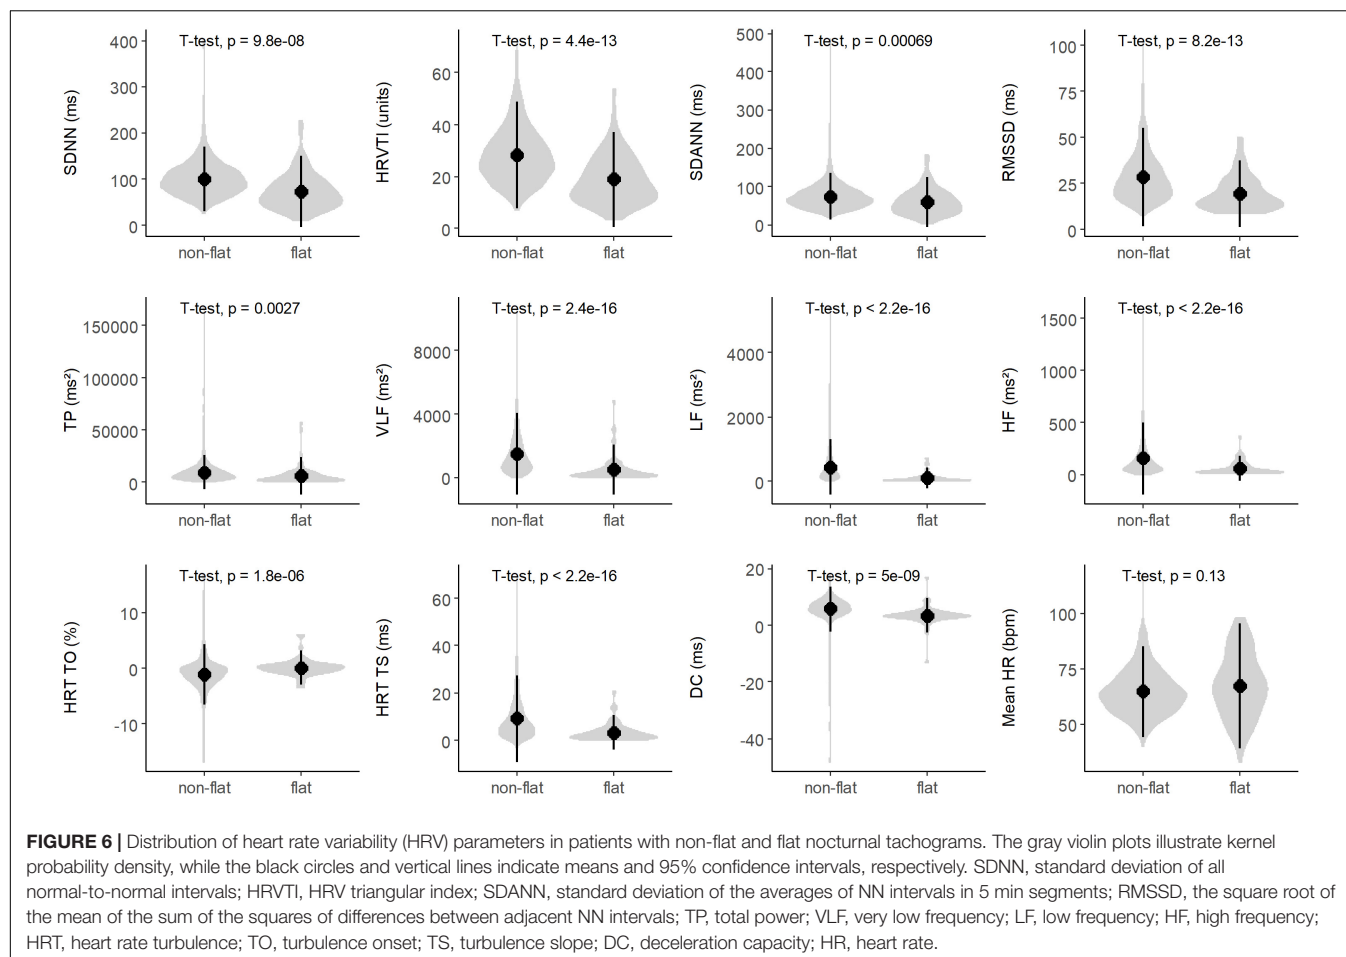 T-test, p = 9.8e-08
SDNN (ms)
400
300
200
100
0
non-flat flat
T-test, p = 4.4e-13
HRVTI (units)
60
40
20
0
non-flat flat
T-test, p = 0.00069
SDANN (ms)
500
400
300
200
100
0
non-flat flat
T-test, p = 8.2e-13
RMSSD (ms)
100
75
50
25
0
non-flat flat
T-test, p = 0.0027
TP (ms²)
150000
100000
50000
0
non-flat flat
T-test, p = 2.4e-16
VLF (ms²)
8000
4000
0
non-flat flat
T-test, p < 2.2e-16
LF (ms²)
4000
2000
0
non-flat flat
T-test, p < 2.2e-16
HF (ms²)
1500
1000
500
0
non-flat flat
T-test, p = 1.8e-06
HRT TO (%)
10
0
-10
non-flat flat
T-test, p < 2.2e-16
HRT TS (ms)
60
40
20
0
non-flat flat
T-test, p = 5e-09
DC (ms)
20
0
-20
-40
non-flat flat
T-test, p = 0.13
Mean HR (bpm)
100
75
50
non-flat flat
FIGURE 6 | Distribution of heart rate variability (HRV) parameters in patients with non-flat and flat nocturnal tachograms. The gray violin plots illustrate kernel
probability density, while the black circles and vertical lines indicate means and 95% confidence intervals, respectively. SDNN, standard deviation of all
normal-to-normal intervals; HRVTI, HRV triangular index; SDANN, standard deviation of the averages of NN intervals in 5 min segments; RMSSD, the square root of
the mean of the sum of the squares of differences between adjacent NN intervals; TP, total power; VLF, very low frequency; LF, low frequency; HF, high frequency;
HRT, heart rate turbulence; TO, turbulence onset; TS, turbulence slope; DC, deceleration capacity; HR, heart rate.